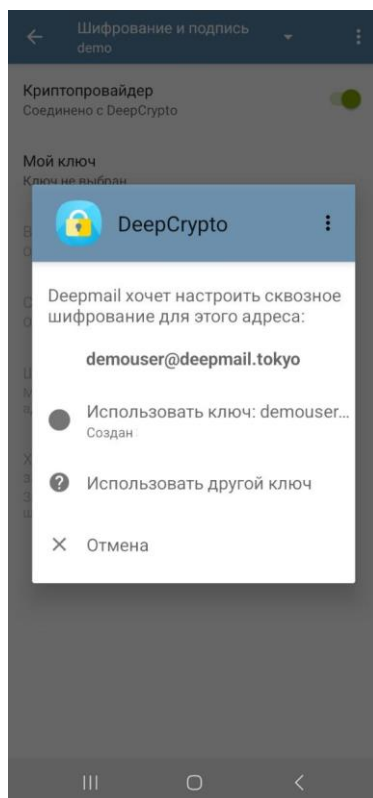 Шифрование и подпись
demo
Криптопровайдер
Соединено с DeepCrypto
Мой ключ
Ключ не выбран
DeepCrypto
Deepmail хочет настроить сквозное
шифрование для этого адреса:
demouser@deepmail.tokyo
Использовать ключ: demouser...
Создан
Использовать другой ключ
Отмена